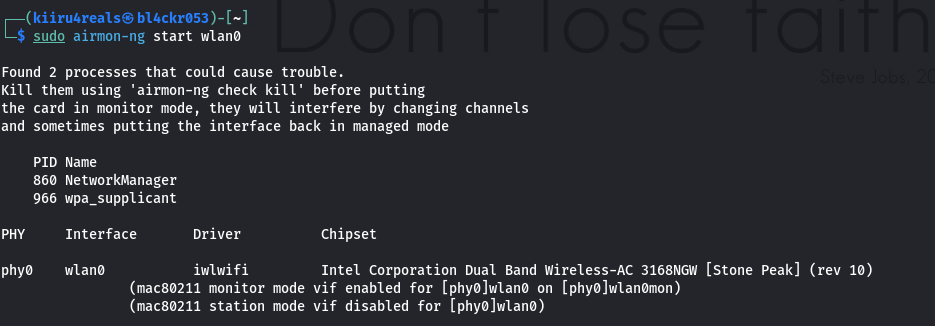 Don't lose faith
Steve Jobs, 20
┌──(kiiru4reals㉿bl4ckr053)-[~]
└─$ sudo airmon-ng start wlan0
Found 2 processes that could cause trouble.
Kill them using 'airmon-ng check kill' before putting
the card in monitor mode, they will interfere by changing channels
and sometimes putting the interface back in managed mode
PID Name
860 NetworkManager
966 wpa_supplicant
PHY Interface Driver Chipset
phy0 wlan0 iwlwifi Intel Corporation Dual Band Wireless-AC 3168NGW [Stone Peak] (rev 10)
(mac80211 monitor mode vif enabled for [phy0]wlan0 on [phy0]wlan0mon)
(mac80211 station mode vif disabled for [phy0]wlan0)